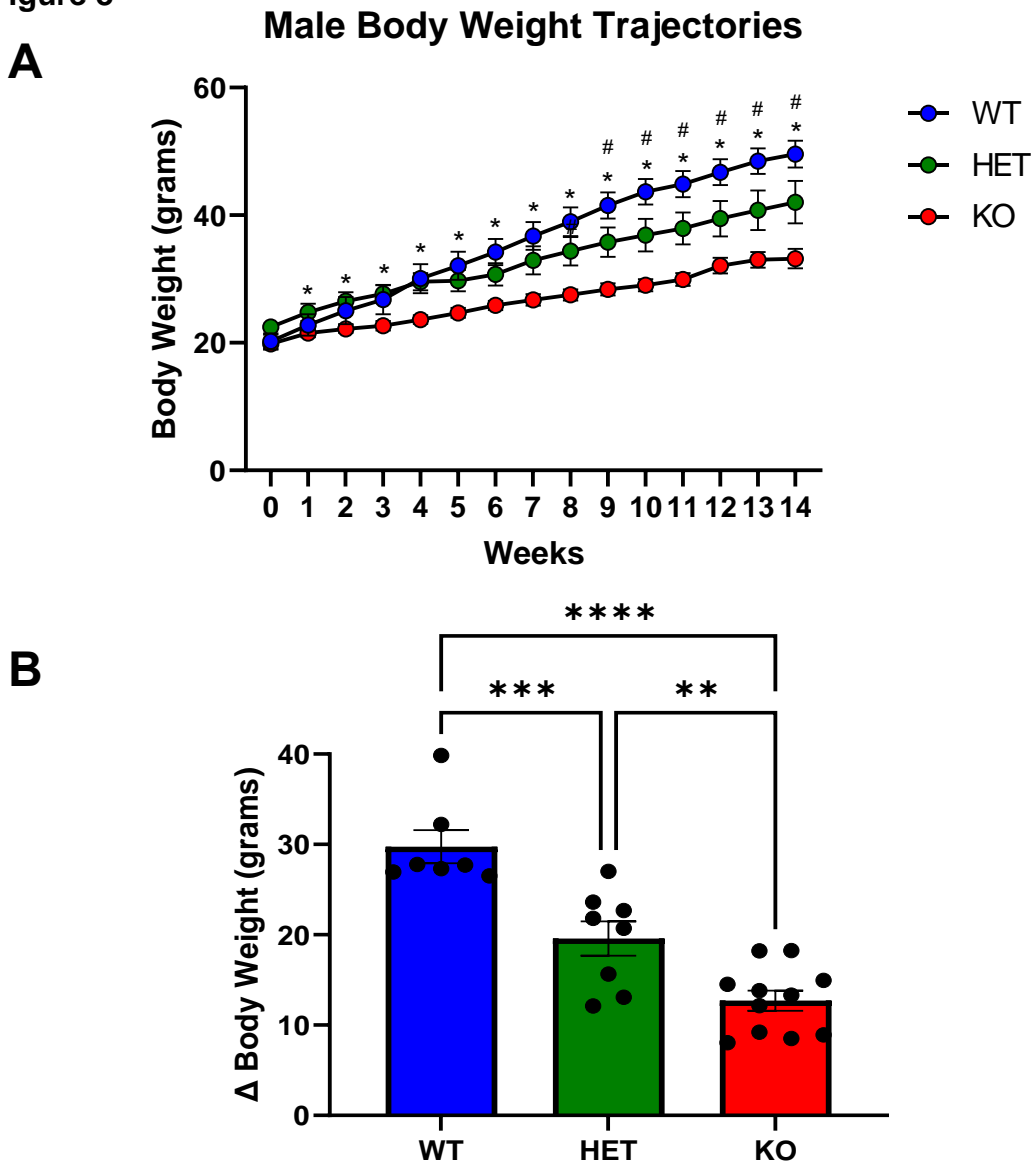 Male Body Weight Trajectories
A
Body Weight (grams)
60
40
20
0
# # # # # #
* * * * * * * * * * * * * *
#
0 1 2 3 4 5 6 7 8 9 10 11 12 13 14
Weeks
WT
HET
KO
B
**** 
*** **
Δ Body Weight (grams)
40
30
20
10
0
WT HET KO